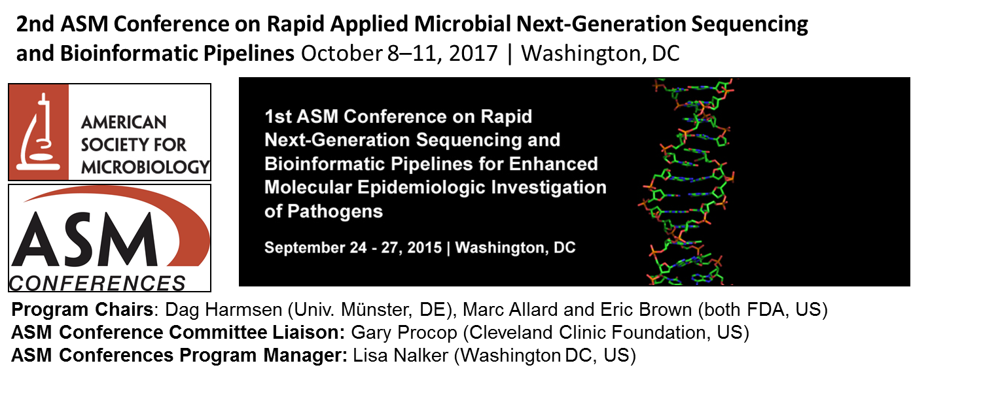 2nd ASM Conference on Rapid Applied Microbial Next-Generation Sequencing
and Bioinformatic Pipelines October 8–11, 2017 | Washington, DC
AMERICAN
SOCIETY FOR
MICROBIOLOGY
ASM
CONFERENCES
1st ASM Conference on Rapid
Next-Generation Sequencing and
Bioinformatic Pipelines for Enhanced
Molecular Epidemiologic Investigation
of Pathogens
September 24 - 27, 2015 | Washington, DC
Program Chairs: Dag Harmsen (Univ. Münster, DE), Marc Allard and Eric Brown (both FDA, US)
ASM Conference Committee Liaison: Gary Procop (Cleveland Clinic Foundation, US)
ASM Conferences Program Manager: Lisa Nalker (Washington DC, US)